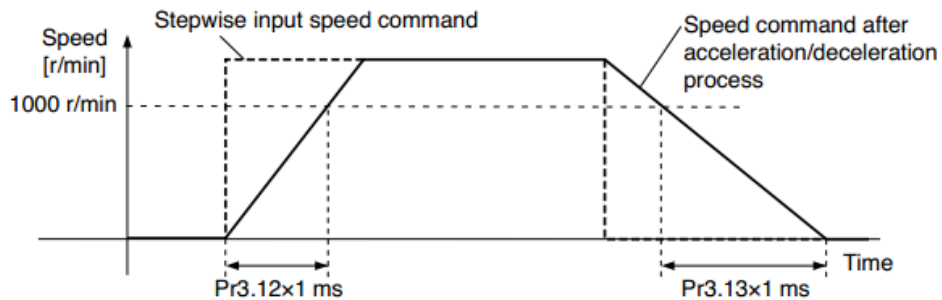 Stepwise input speed command
Speed
[r/min]
Speed command after
acceleration/deceleration
process
1000 r/min
Time
Pr3.12×1 ms
Pr3.13×1 ms